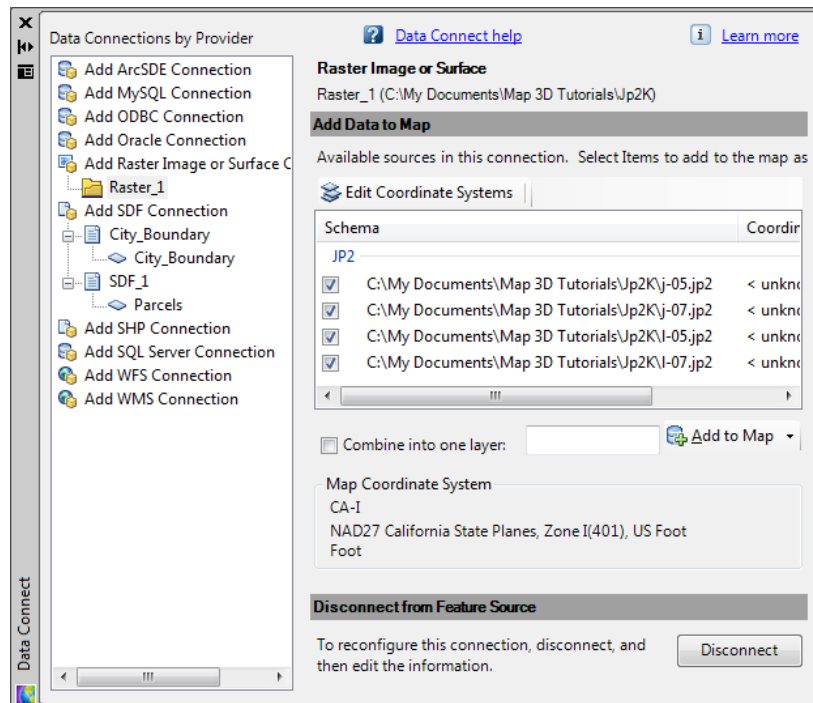 Data Connections by Provider
Add ArcSDE Connection
Add MySQL Connection
Add ODBC Connection
Add Oracle Connection
Add Raster Image or Surface C
Raster_1
Add SDF Connection
City_Boundary
City_Boundary
SDF_1
Parcels
Add SHP Connection
Add SQL Server Connection
Add WFS Connection
Add WMS Connection
Data Connect
Data Connect help
Learn more
Raster Image or Surface
Raster_1 (C:\My Documents\Map 3D Tutorials\Jp2K)
Add Data to Map
Available sources in this connection. Select Items to add to the map as
Edit Coordinate Systems
Schema Coordin
JP2
C:\My Documents\Map 3D Tutorials\Jp2K\j-05.jp2 < unkno
C:\My Documents\Map 3D Tutorials\Jp2K\j-07.jp2 < unkno
C:\My Documents\Map 3D Tutorials\Jp2K\I-05.jp2 < unkno
C:\My Documents\Map 3D Tutorials\Jp2K\I-07.jp2 < unkno
Combine into one layer:
Add to Map
Map Coordinate System
CA-I
NAD27 California State Planes, Zone I(401), US Foot
Foot
Disconnect from Feature Source
To reconfigure this connection, disconnect, and
then edit the information.
Disconnect